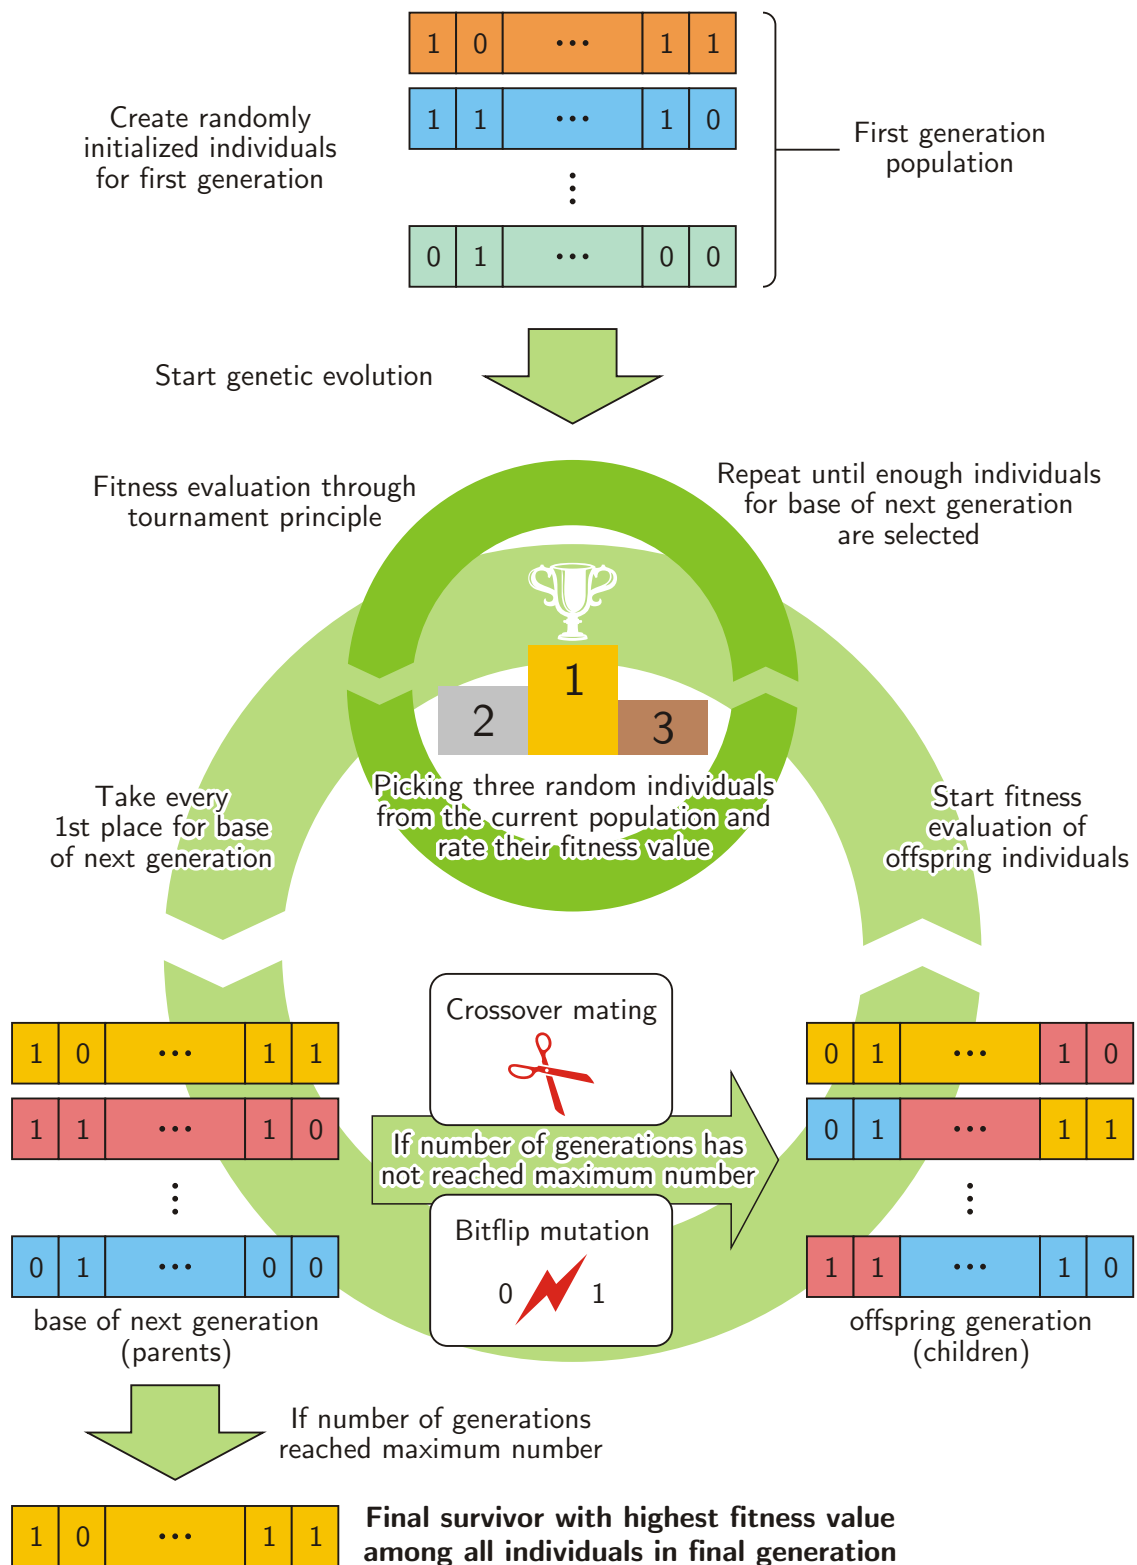 1 0 ... 1 1
Create randomly
initialized individuals
for first generation
1 1 ... 1 0
First generation
population
0 1 ... 0 0
Start genetic evolution
Fitness evaluation through
tournament principle
Repeat until enough individuals
for base of next generation
are selected
1
2
3
Picking three random individuals
from the current population and
rate their fitness value
Take every
1st place for base
of next generation
Start fitness
evaluation of
offspring individuals
1 0 ... 1 1
1 1 ... 1 0
0 1 ... 0 0
base of next generation
(parents)
Crossover mating
If number of generations has
not reached maximum number
Bitflip mutation
0 1
0 1 ... 1 0
0 1 ... 1 1
1 1 ... 1 0
offspring generation
(children)
If number of generations
reached maximum number
1 0 ... 1 1
Final survivor with highest fitness value
among all individuals in final generation